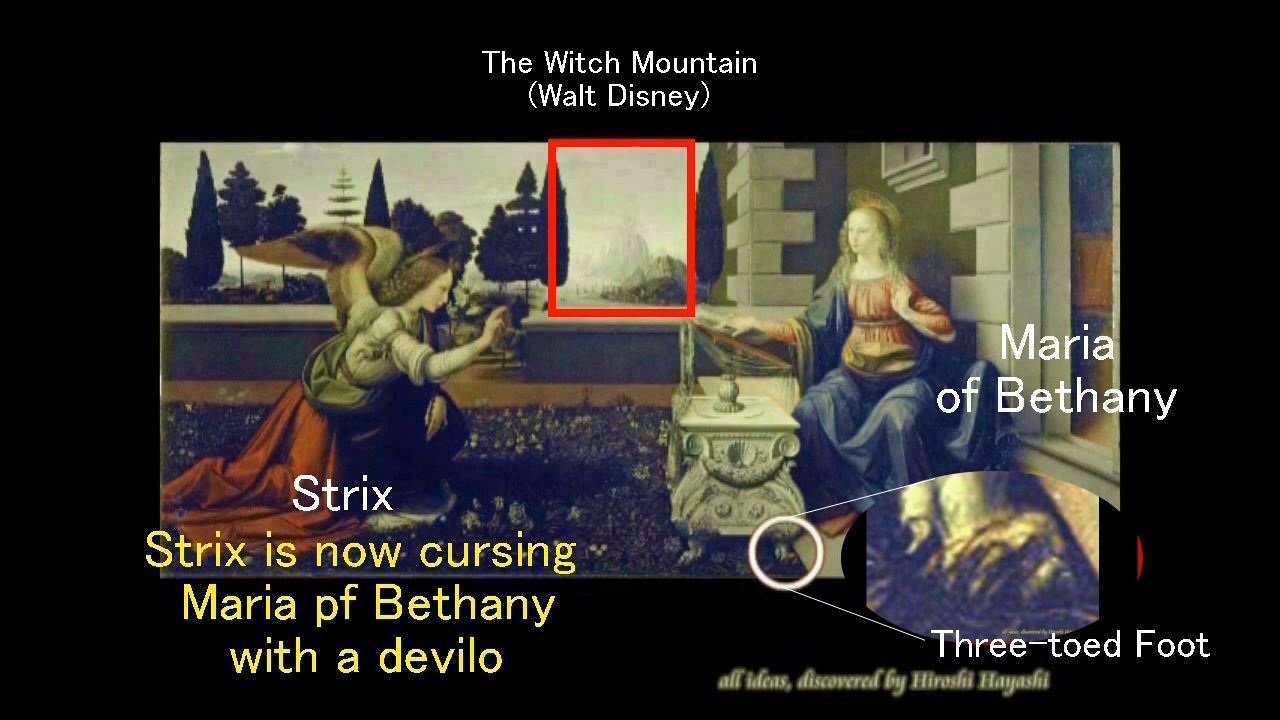 The Witch Mountain
(Walt Disney)
Maria
of Bethany
Strix
Strix is now cursing
Maria pf Bethany
with a devilo
Three-toed Foot
all ideas, discovered by Hiroshi Hayashi